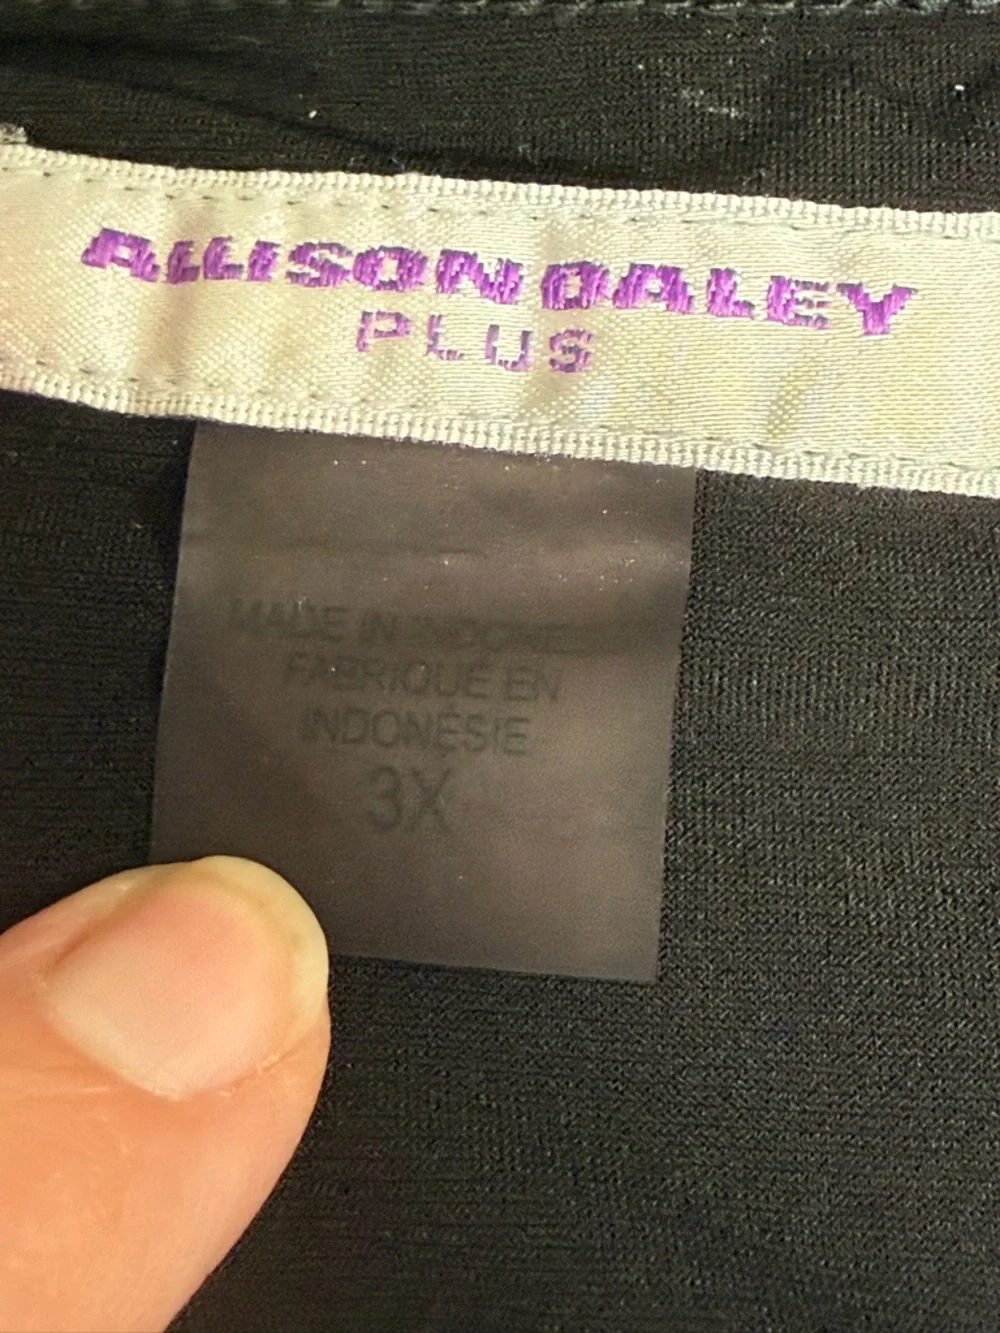 ALLISON DALEY
PLUS
MADE IN INDONESIA
FABRIQUÉ EN
INDONÉSIE
3X